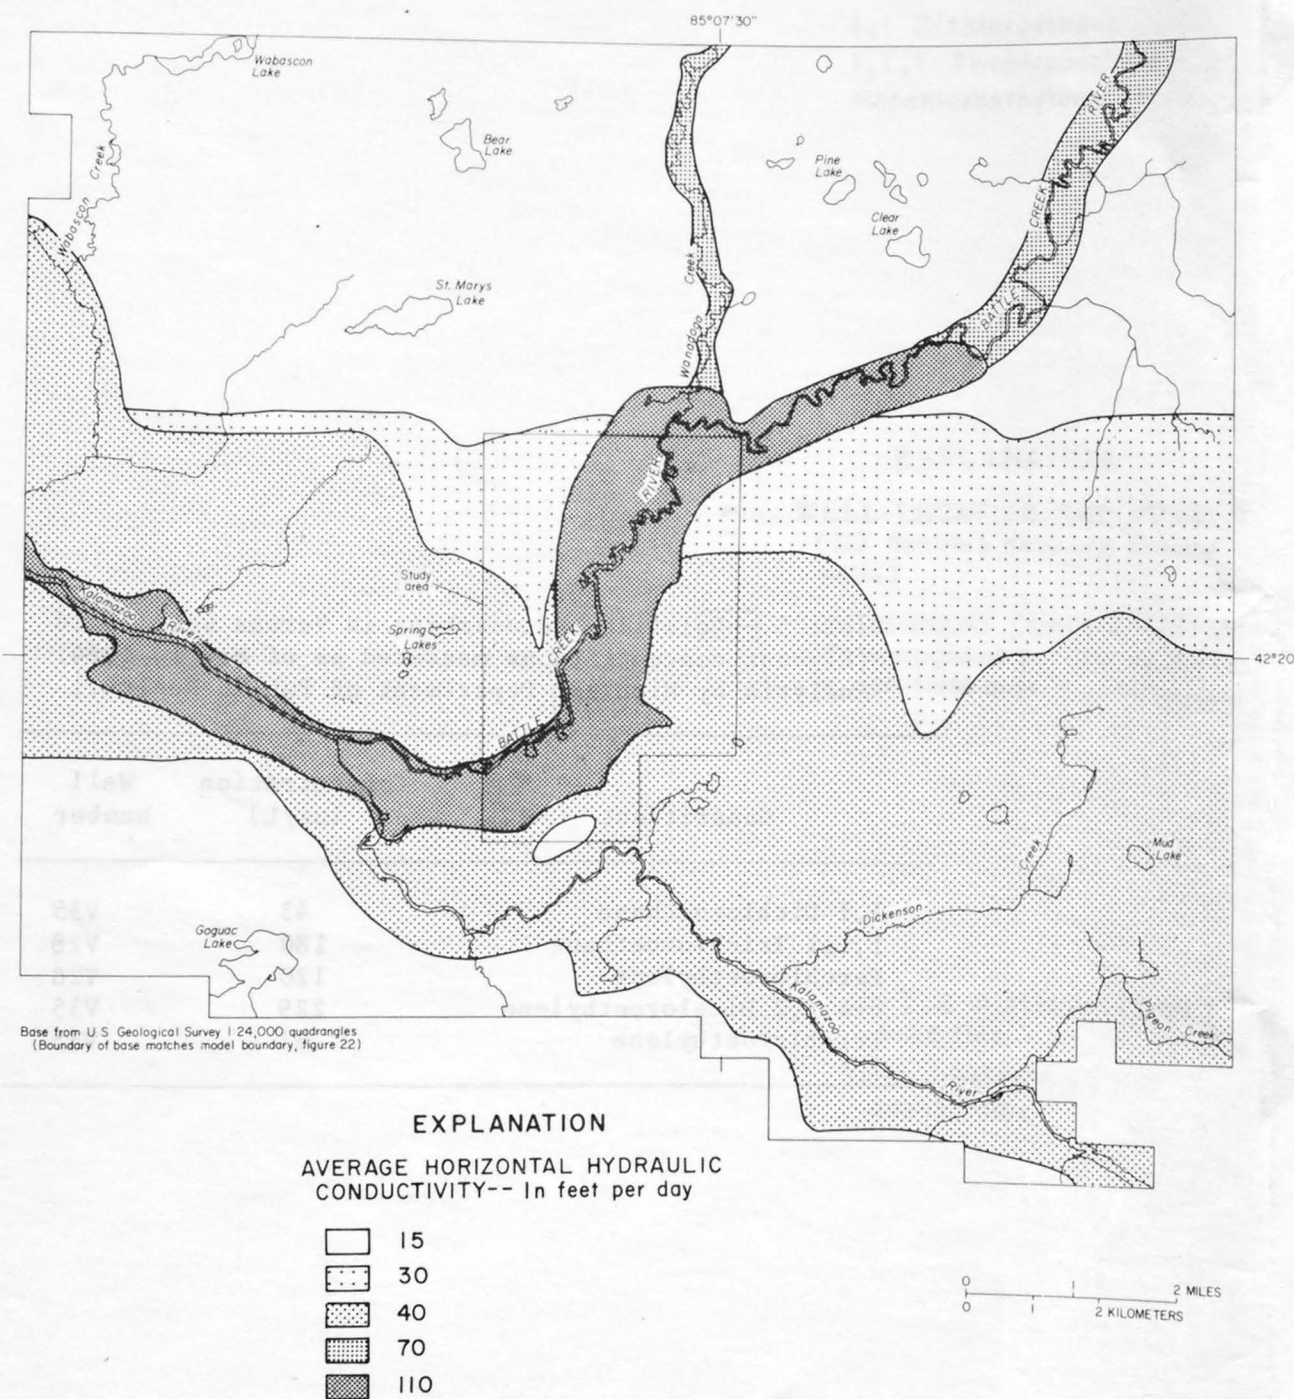 85°07'30"
Wabascon
Lake
Bear
Lake
Pine
Lake
Clear
Lake
Wabascon Creek
St. Marys
Lake
Wanadoga Creek
BATTLE CREEK RIVER
RIVER
Study
area
Spring
Lakes
CREEK
BATTLE
Kalamazoo River
42°20
Mud
Lake
Dickenson Creek
Goguac
Lake
Kalamazoo River
Pigeon Creek
Base from U.S. Geological Survey 1:24,000 quadrangles
(Boundary of base matches model boundary, figure 22)
EXPLANATION
AVERAGE HORIZONTAL HYDRAULIC
CONDUCTIVITY-- In feet per day
15
30
40
70
110
0 1 2 MILES
0 1 2 KILOMETERS